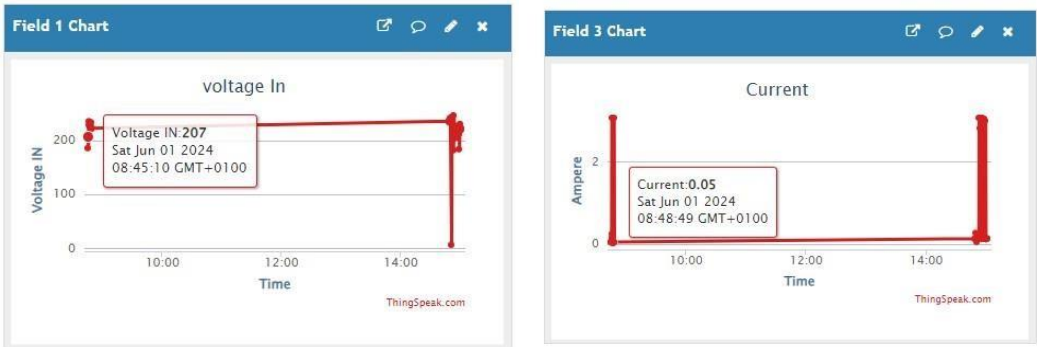 Field 1 Chart
voltage In
Voltage IN
200
100
0
Voltage IN:207
Sat Jun 01 2024
08:45:10 GMT+0100
10:00
12:00
14:00
Time
ThingSpeak.com
Field 3 Chart
Current
Ampere
2
0
Current:0.05
Sat Jun 01 2024
08:48:49 GMT+0100
10:00
12:00
14:00
Time
ThingSpeak.com